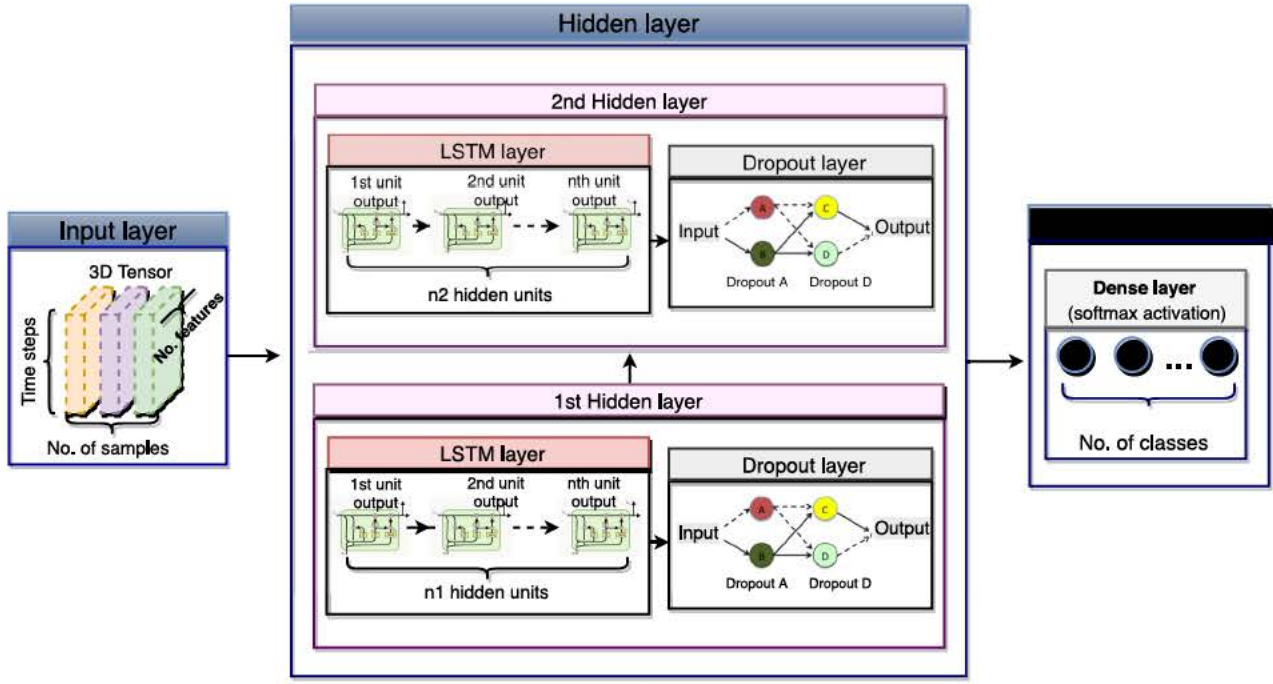 Hidden layer
2nd Hidden layer
LSTM layer
1st unit
output
2nd unit
output
nth unit
output
n2 hidden units
Dropout layer
Input
A
C
B
D
Output
Dropout A
Dropout D
Input layer
3D Tensor
Time steps
No. features
No. of samples
1st Hidden layer
LSTM layer
1st unit
output
2nd unit
output
nth unit
output
n1 hidden units
Dropout layer
Input
A
C
B
D
Output
Dropout A
Dropout D
Dense layer
(softmax activation)
...
No. of classes